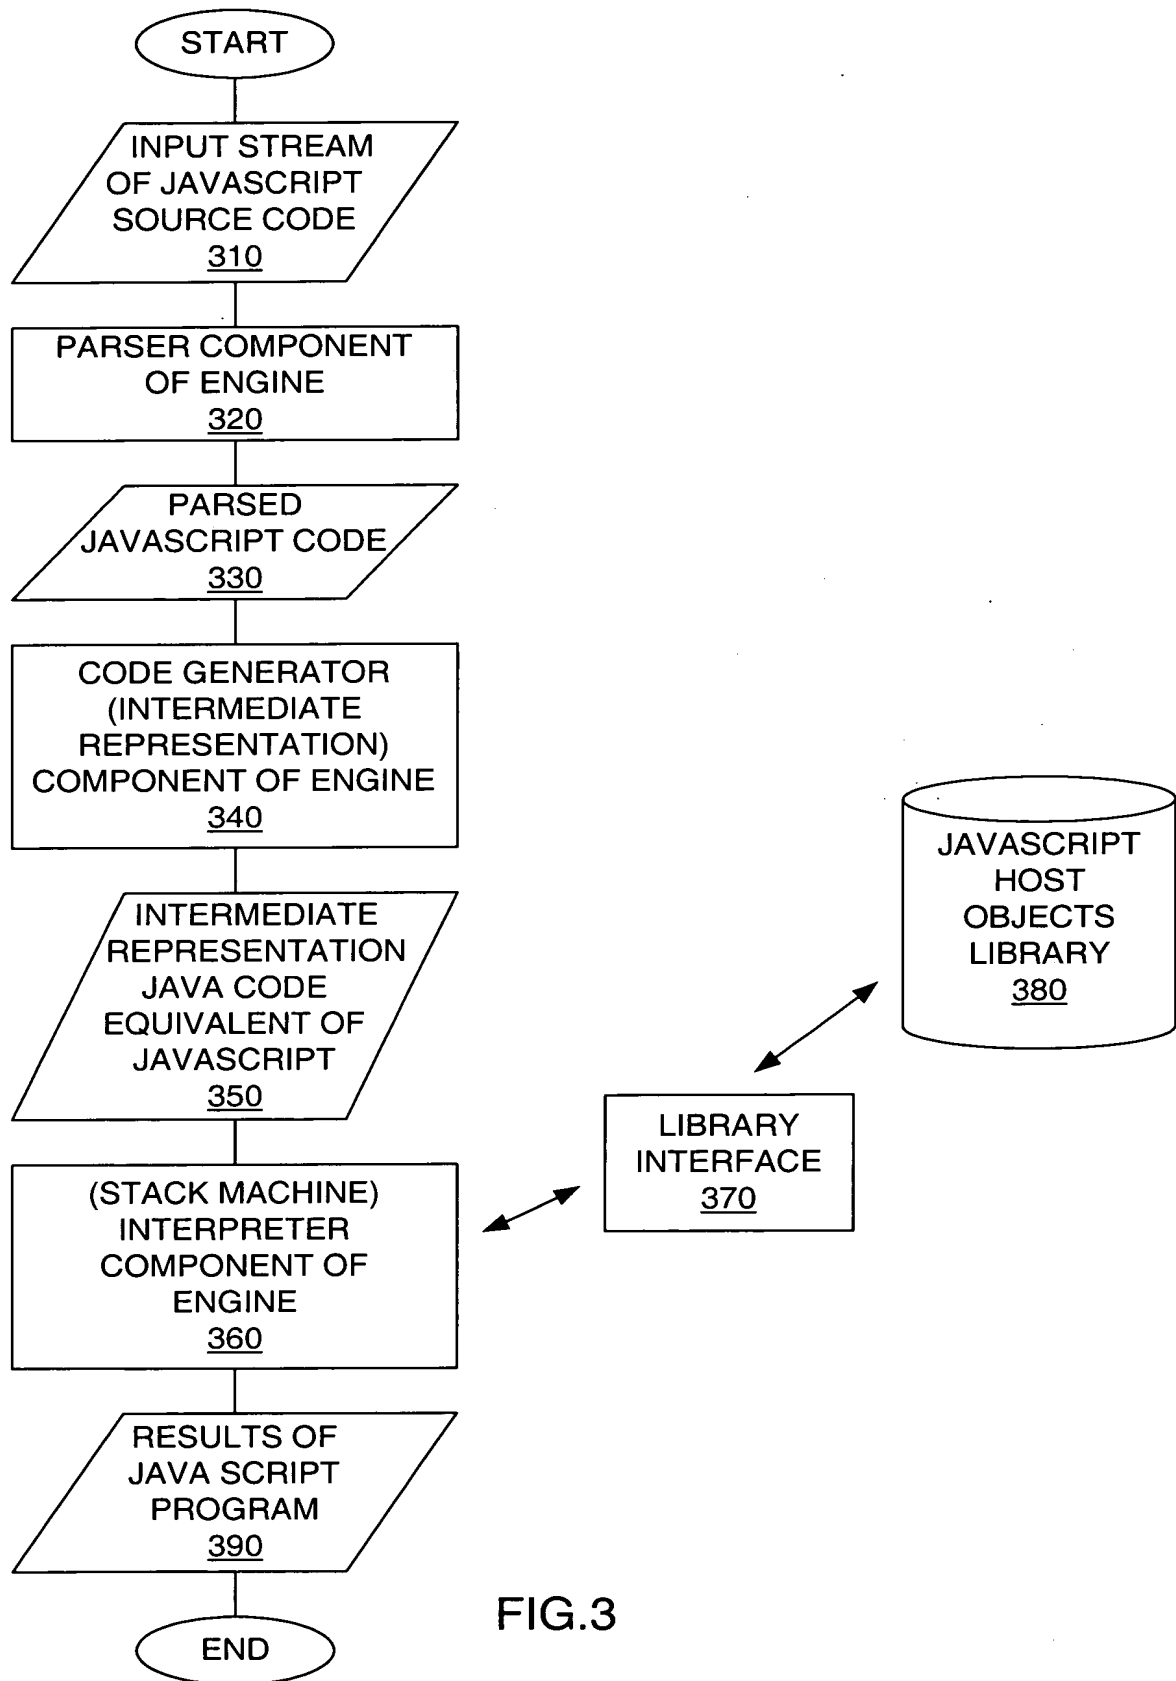 START
INPUT STREAM
OF JAVASCRIPT
SOURCE CODE
310
PARSER COMPONENT
OF ENGINE
320
PARSED
JAVASCRIPT CODE
330
CODE GENERATOR
(INTERMEDIATE
REPRESENTATION)
COMPONENT OF ENGINE
340
INTERMEDIATE
REPRESENTATION
JAVA CODE
EQUIVALENT OF
JAVASCRIPT
350
(STACK MACHINE)
INTERPRETER
COMPONENT OF
ENGINE
360
LIBRARY
INTERFACE
370
JAVASCRIPT
HOST
OBJECTS
LIBRARY
380
RESULTS OF
JAVA SCRIPT
PROGRAM
390
END
FIG.3